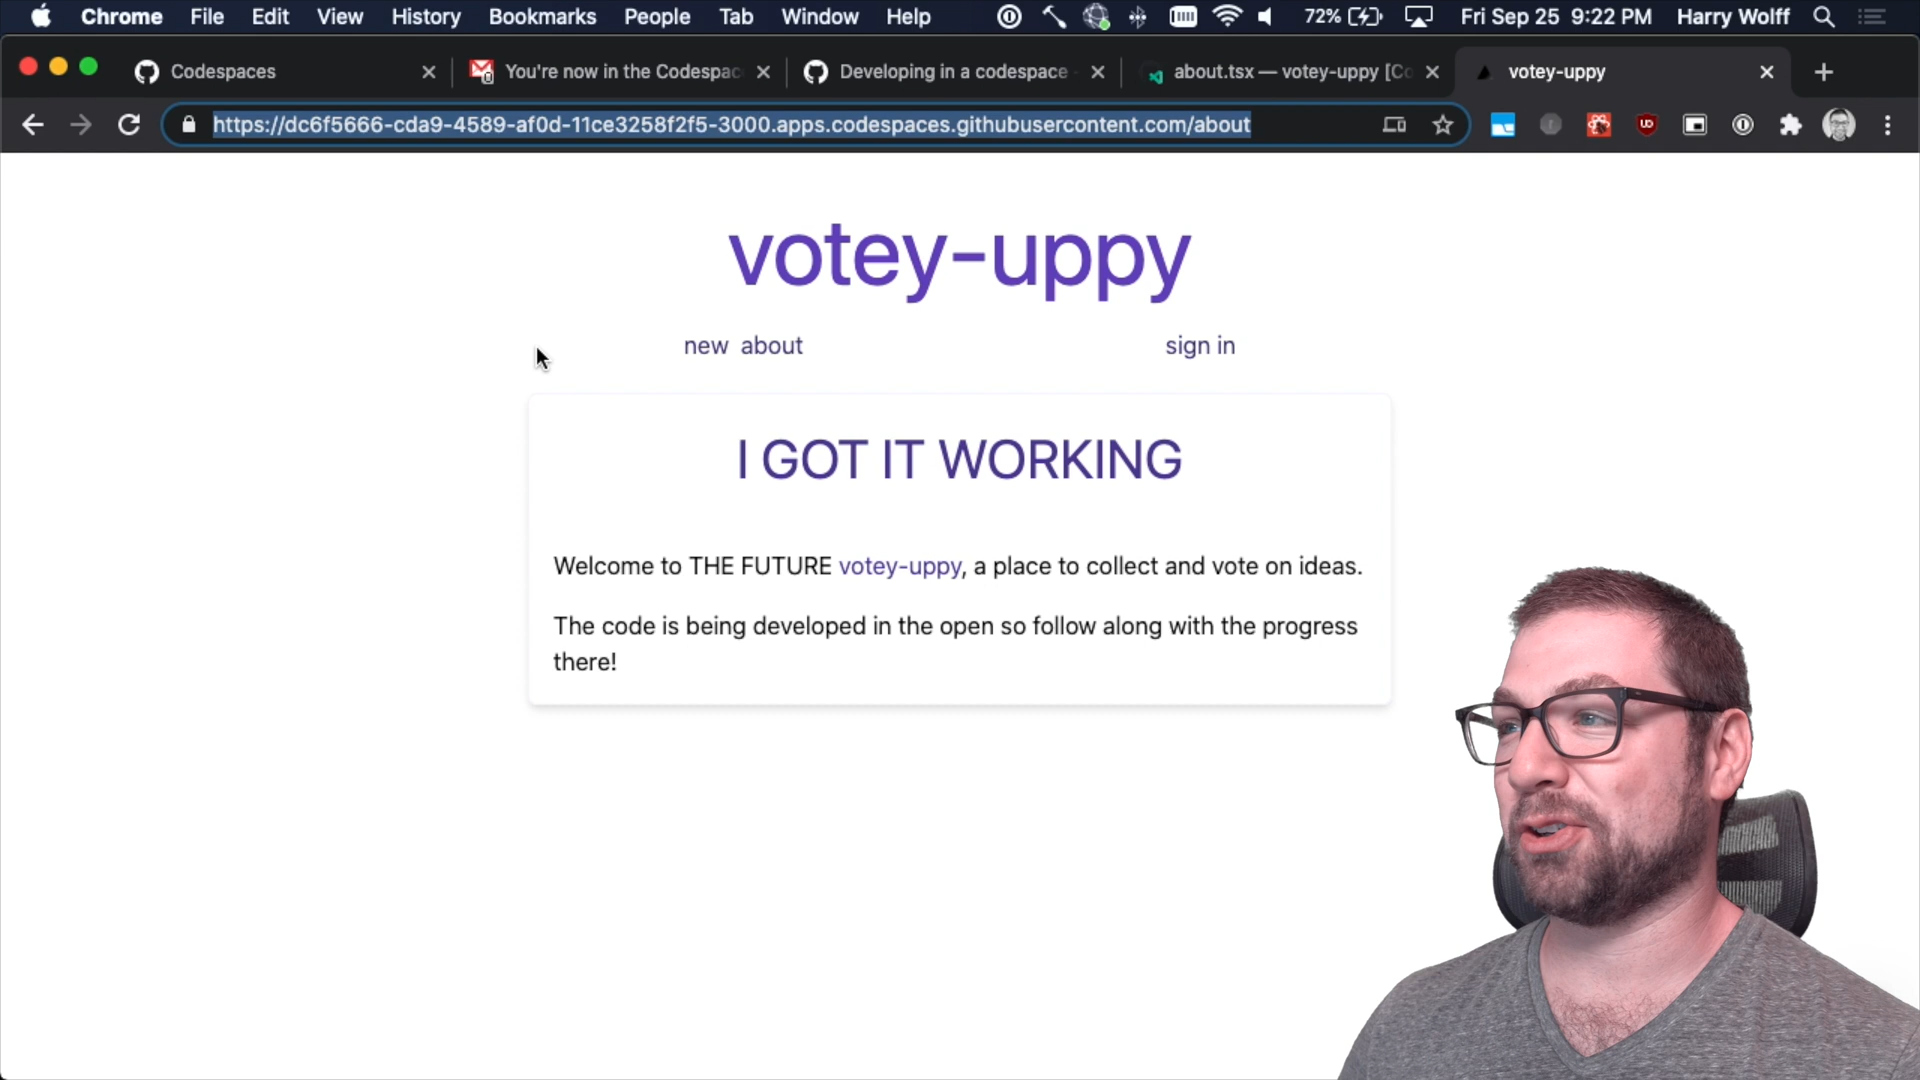 Chrome File Edit View History Bookmarks People Tab Window Help 72% Fri Sep 25 9:22 PM Harry Wolff
Codespaces You're now in the Codespac Developing in a codespace about.tsx — votey-uppy [Co votey-uppy
https://dc6f5666-cda9-4589-af0d-11ce3258f2f5-3000.apps.codespaces.githubusercontent.com/about
votey-uppy
new about sign in
I GOT IT WORKING
Welcome to THE FUTURE votey-uppy, a place to collect and vote on ideas.
The code is being developed in the open so follow along with the progress
there!